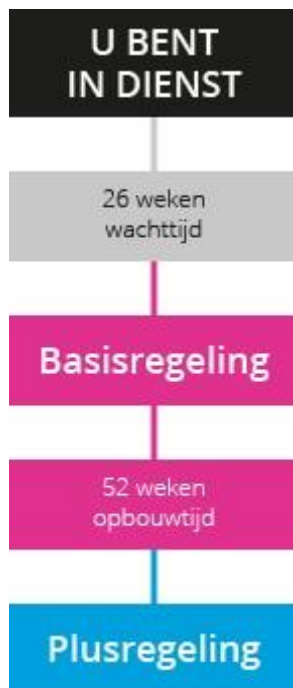 U BENT
IN DIENST
26 weken
wachttijd
Basisregeling
52 weken
opbouwtijd
Plusregeling